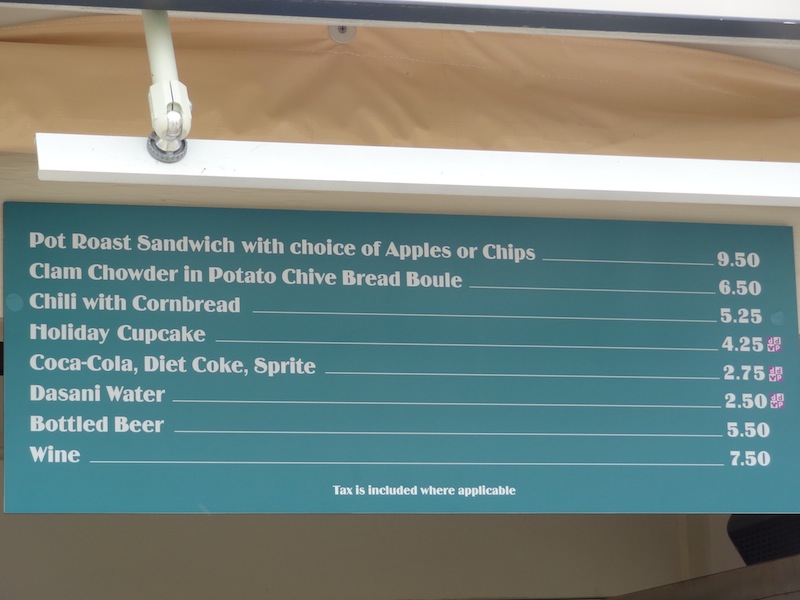 Pot Roast Sandwich with choice of Apples or Chips 9.50
Clam Chowder in Potato Chive Bread Boule 6.50
Chili with Cornbread 5.25
Holiday Cupcake 4.25
Coca-Cola, Diet Coke, Sprite 2.75
Dasani Water 2.50
Bottled Beer 5.50
Wine 7.50
Tax is included where applicable